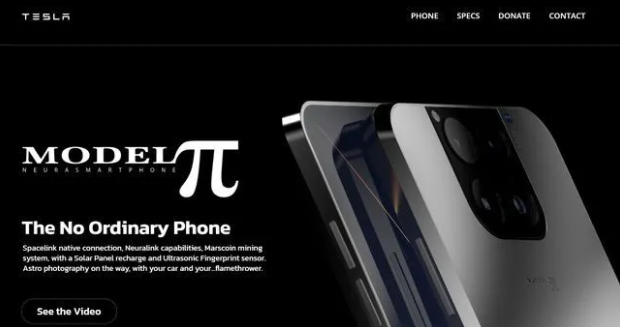 TESLA
PHONE SPECS DONATE CONTACT
MODEL π
NEURASMARTPHONE
The No Ordinary Phone
Spacelink native connection, Neuralink capabilities, Marscoin mining
system, with a Solar Panel recharge and Ultrasonic Fingerprint sensor.
Astro photography on the way, with your car and your...flamethrower.
See the Video